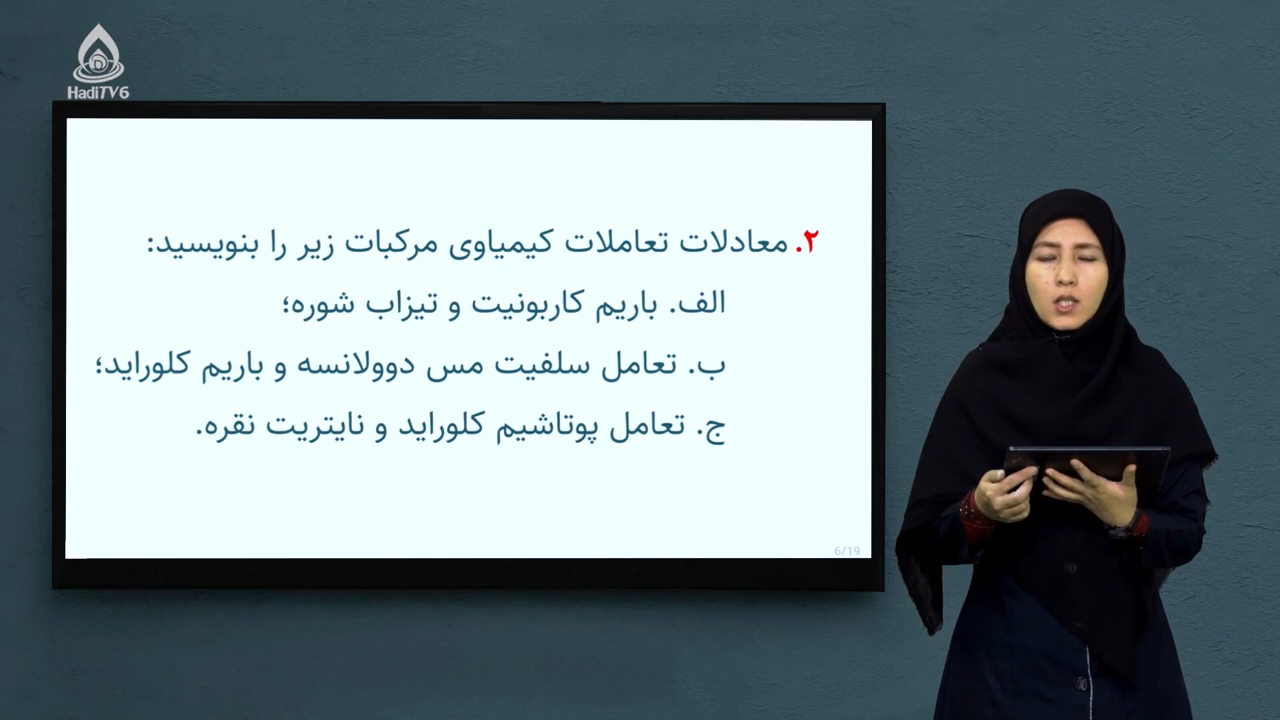 HadiTV6
۲. معادلات تعاملات کیمیاوی مرکبات زیر را بنویسید:
الف. باریم کاربونیت و تیزاب شوره؛
ب. تعامل سلفیت مس دوولانسه و باریم کلوراید؛
ج. تعامل پوتاشیم کلوراید و نایتریت نقره.
6/19